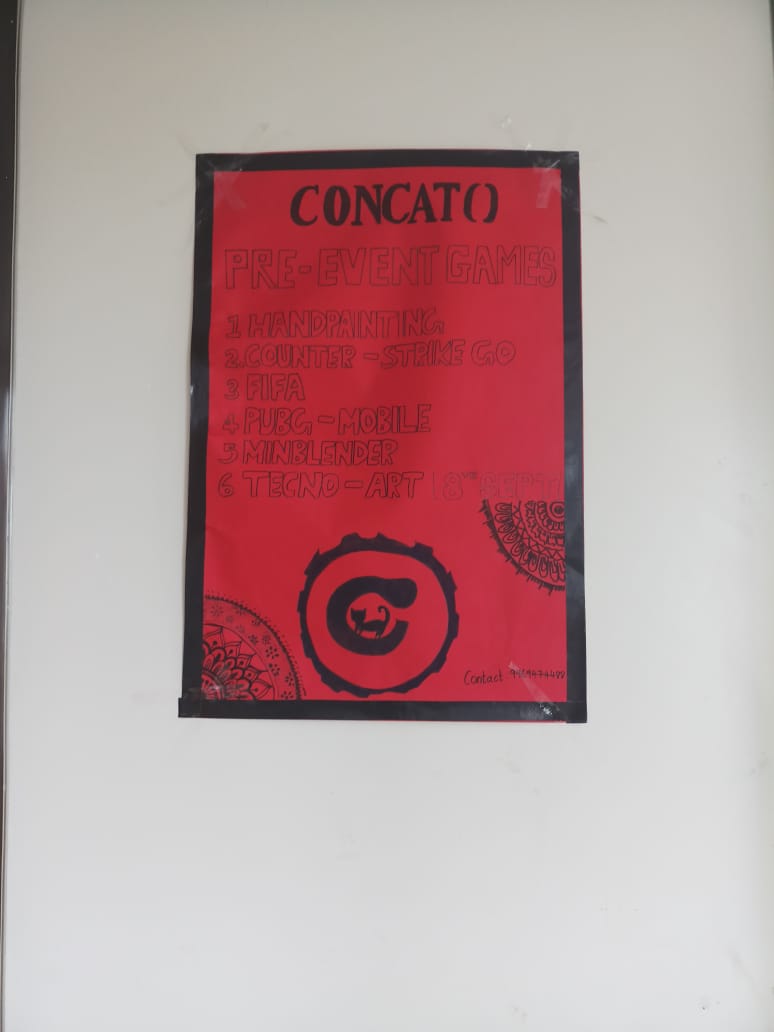 CONCAT()
PRE-EVENT GAMES
1 HANDPAINTING
2. COUNTER - STRIKE GO
3 FIFA
4 PUBG - MOBILE
5 MINBLENDER
6 TECNO - ART
C
Contact